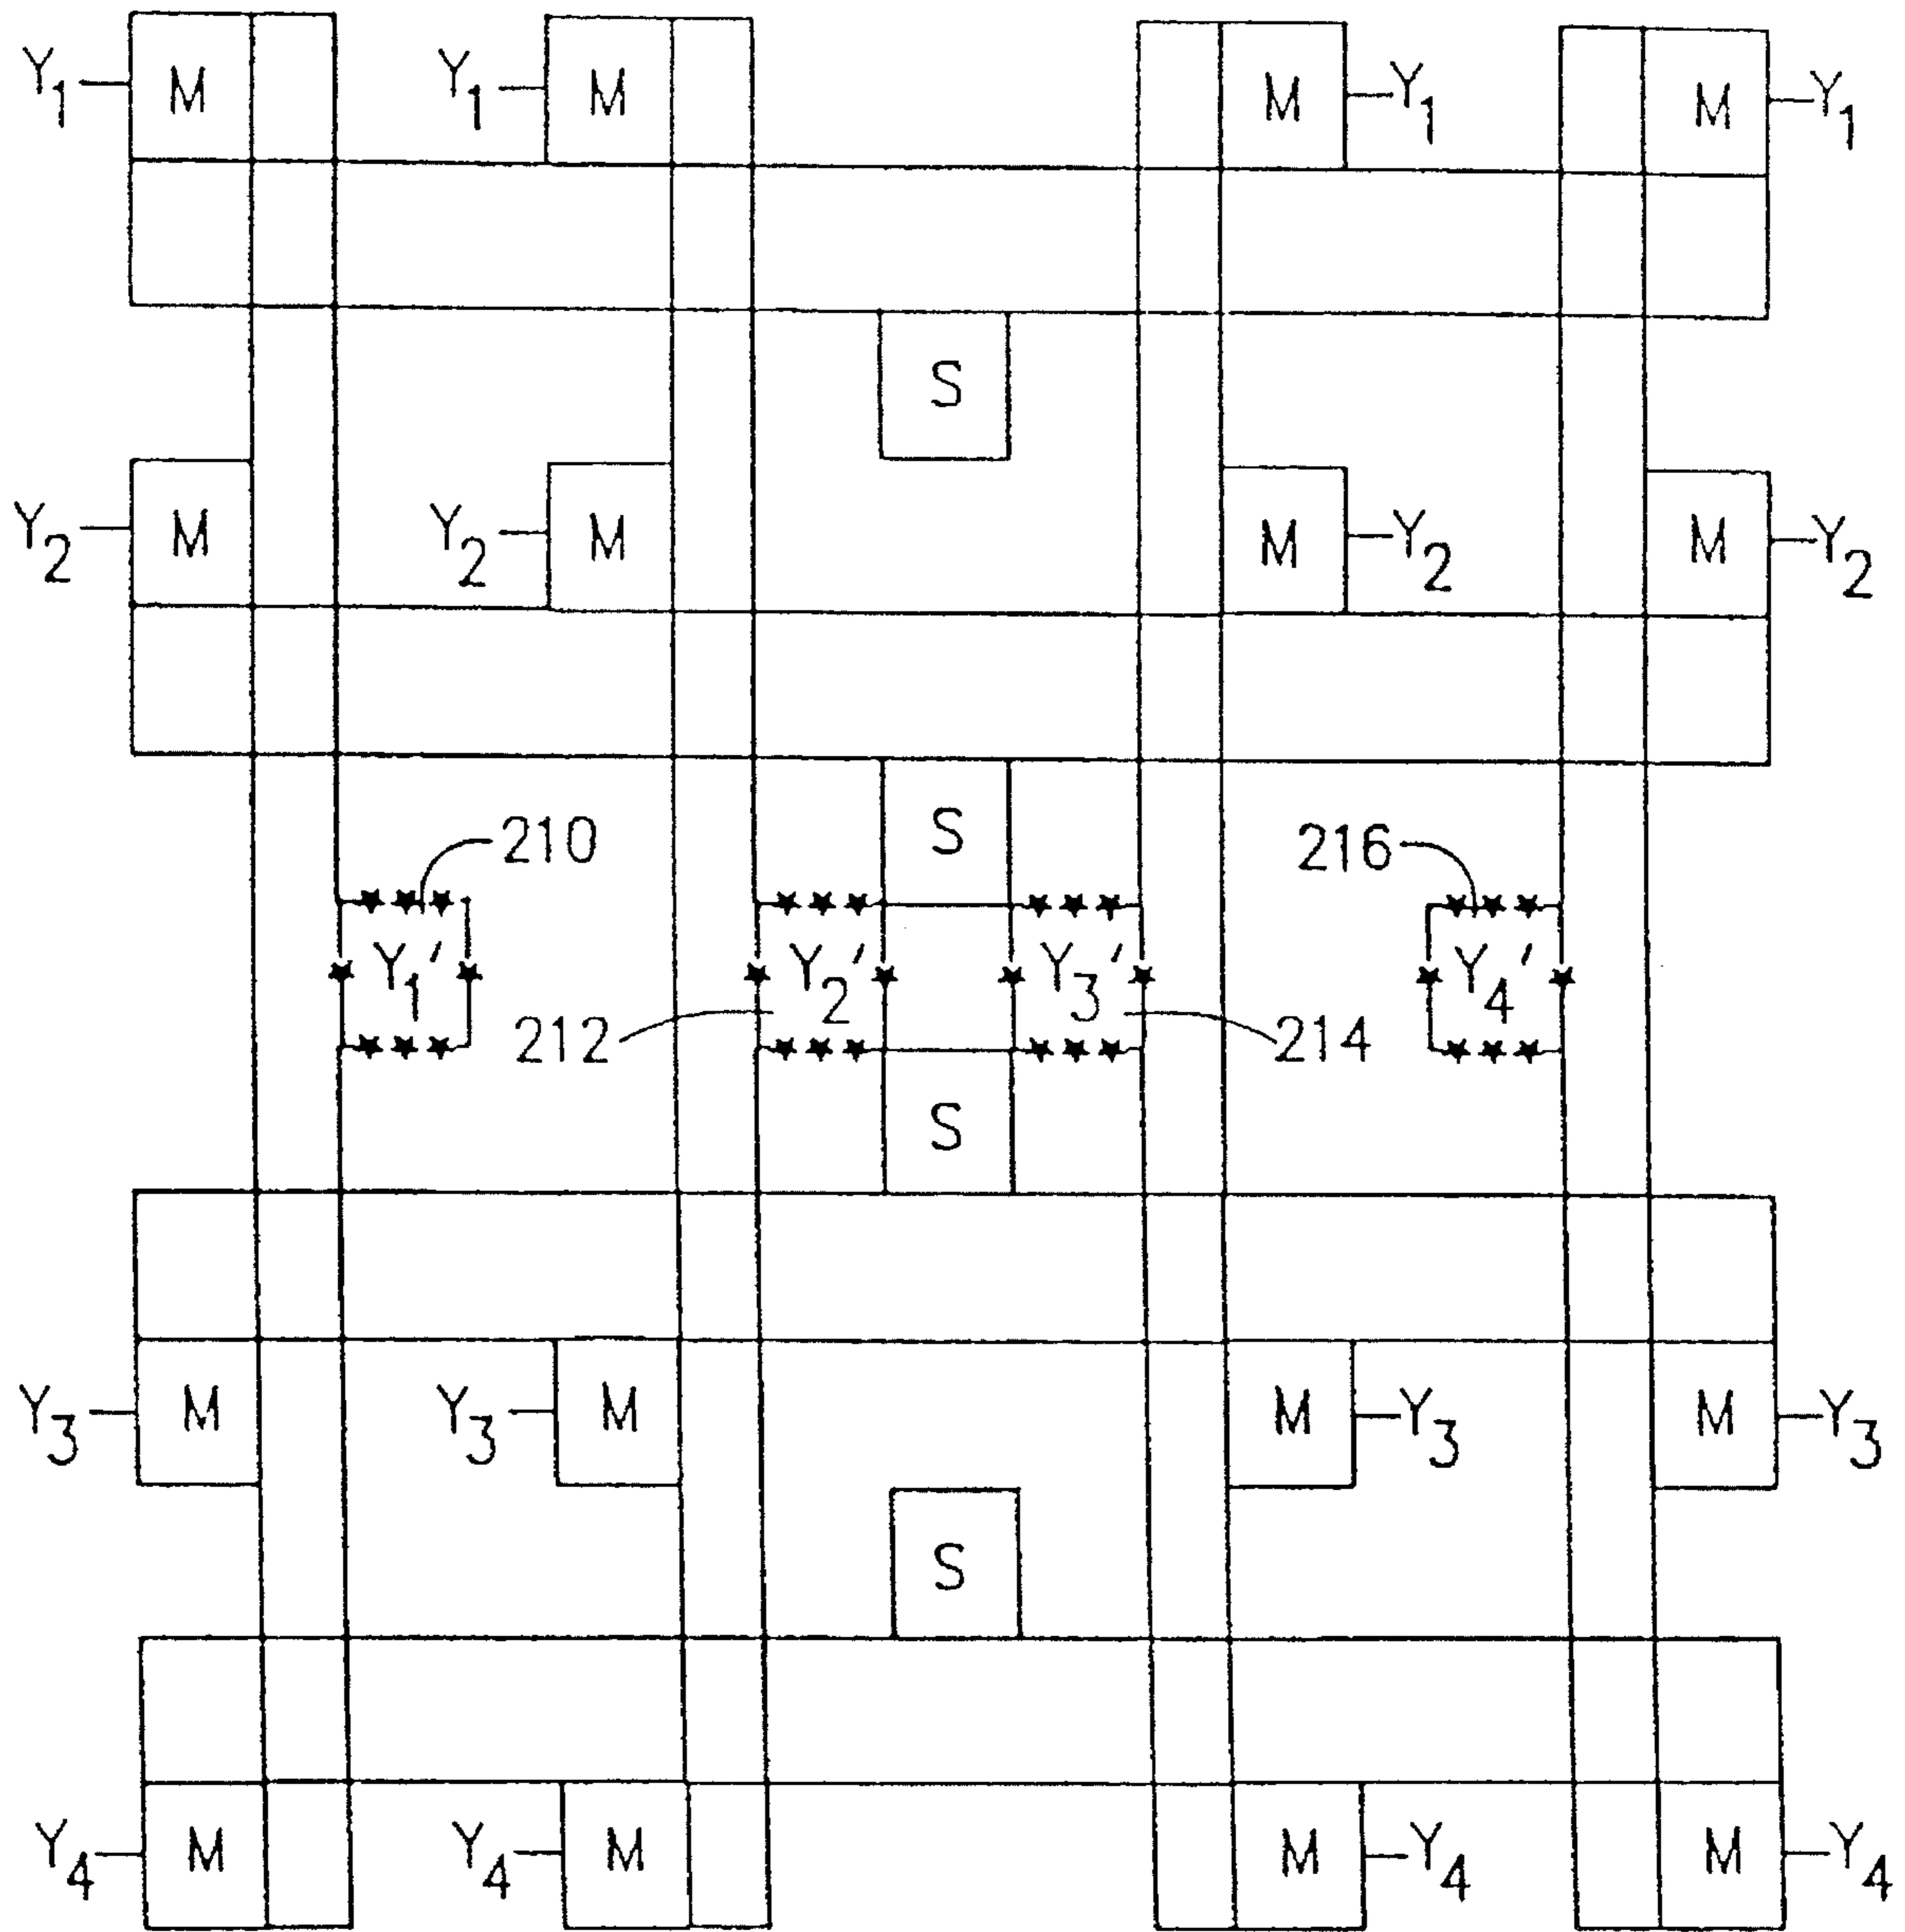 Y1 M Y1 M M Y1 M Y1
S
Y2 M Y2 M M Y2 M Y2
210 S 216
Y1' Y2' Y3' Y4'
212 214
S
Y3 M Y3 M M Y3 M Y3
S
Y4 M Y4 M M Y4 M Y4